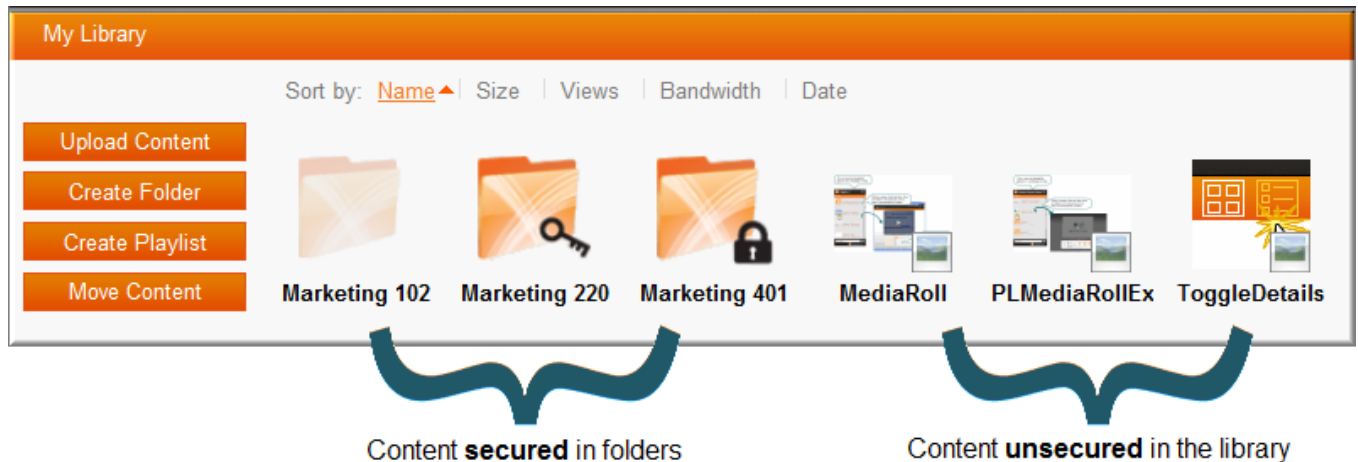 My Library
Sort by: Name Size Views Bandwidth Date
Upload Content
Create Folder
Create Playlist
Move Content
Marketing 102 Marketing 220 Marketing 401 MediaRoll PLMediaRollEx ToggleDetails
Content secured in folders
Content unsecured in the library